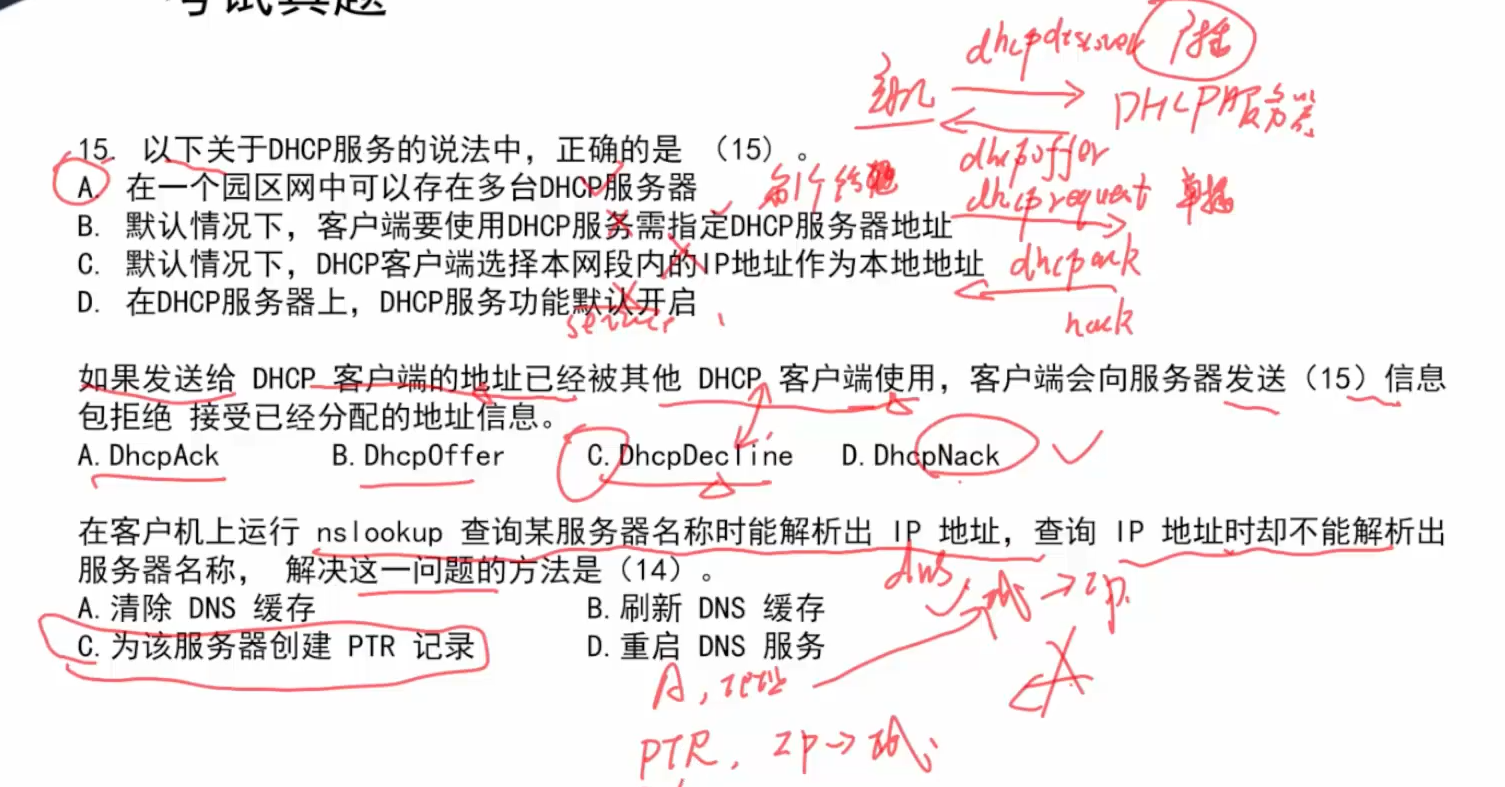 考试真题
dhcpdiscover 广播
主机
DHCP服务器
dhcpoffer
15. 以下关于DHCP服务的说法中，正确的是 （15）。
A. 在一个园区网中可以存在多台DHCP服务器
dhcprequest 单播
B. 默认情况下，客户端要使用DHCP服务需指定DHCP服务器地址
C. 默认情况下，DHCP客户端选择本网段内的IP地址作为本地地址
dhcpack
D. 在DHCP服务器上，DHCP服务功能默认开启
nack
如果发送给 DHCP 客户端的地址已经被其他 DHCP 客户端使用，客户端会向服务器发送（15）信息
包拒绝 接受已经分配的地址信息。
A.DhcpAck B.DhcpOffer C.DhcpDecline D.DhcpNack
在客户机上运行 nslookup 查询某服务器名称时能解析出 IP 地址，查询 IP 地址时却不能解析出
服务器名称， 解决这一问题的方法是（14）。
dns
A.清除 DNS 缓存 B.刷新 DNS 缓存
C.为该服务器创建 PTR 记录 D.重启 DNS 服务
PTR, IP→